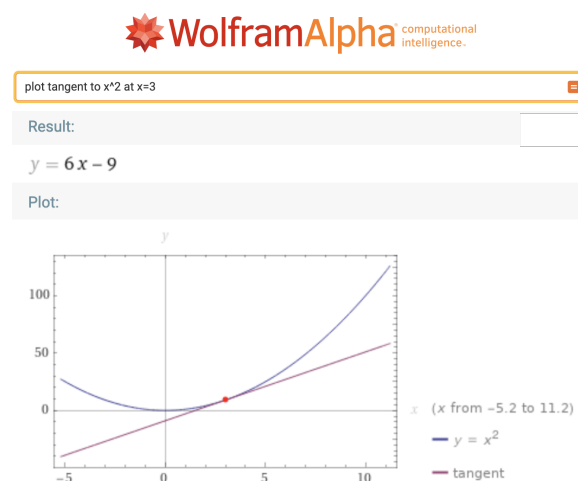 WolframAlpha computational intelligence.
plot tangent to x^2 at x=3
Result:
y = 6 x − 9
Plot:
y
100
50
0
x (x from −5.2 to 11.2)
y = x²
tangent
−5 0 5 10